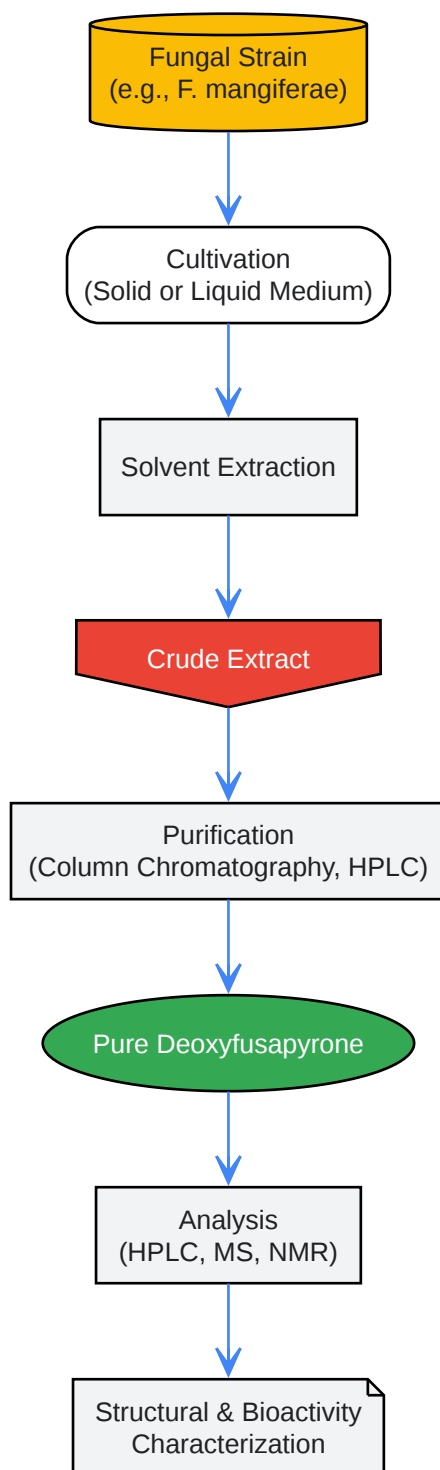 Fungal Strain
(e.g., F. mangiferae)
Cultivation
(Solid or Liquid Medium)
Solvent Extraction
Crude Extract
Purification
(Column Chromatography, HPLC)
Pure Deoxyfusapyrone
Analysis
(HPLC, MS, NMR)
Structural & Bioactivity
Characterization